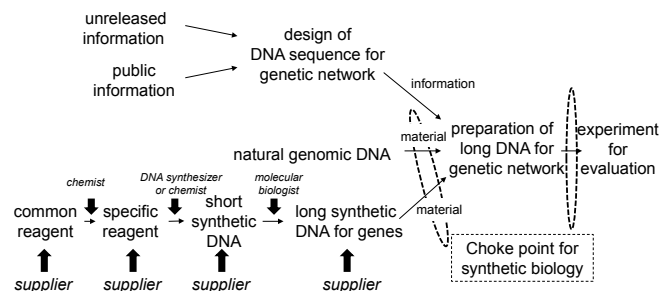 unreleased
information
design of
DNA sequence for
genetic network
public
information
information
material
preparation of
long DNA for
genetic network
experiment
for
evaluation
natural genomic DNA
chemist
DNA synthesizer
or chemist
molecular
biologist
common
reagent
specific
reagent
short
synthetic
DNA
long synthetic
DNA for genes
material
Choke point for
synthetic biology
supplier
supplier
supplier
supplier